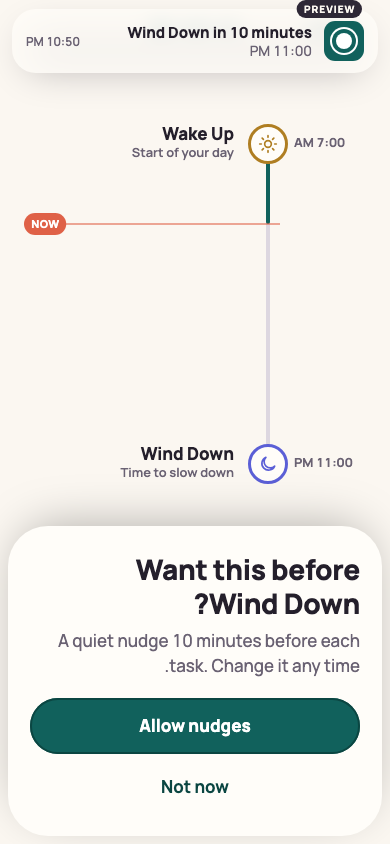 PREVIEW
Wind Down in 10 minutes
PM 11:00
PM 10:50
Wake Up
Start of your day
AM 7:00
NOW
Wind Down
Time to slow down
PM 11:00
Want this before
?Wind Down
A quiet nudge 10 minutes before each
.task. Change it any time
Allow nudges
Not now